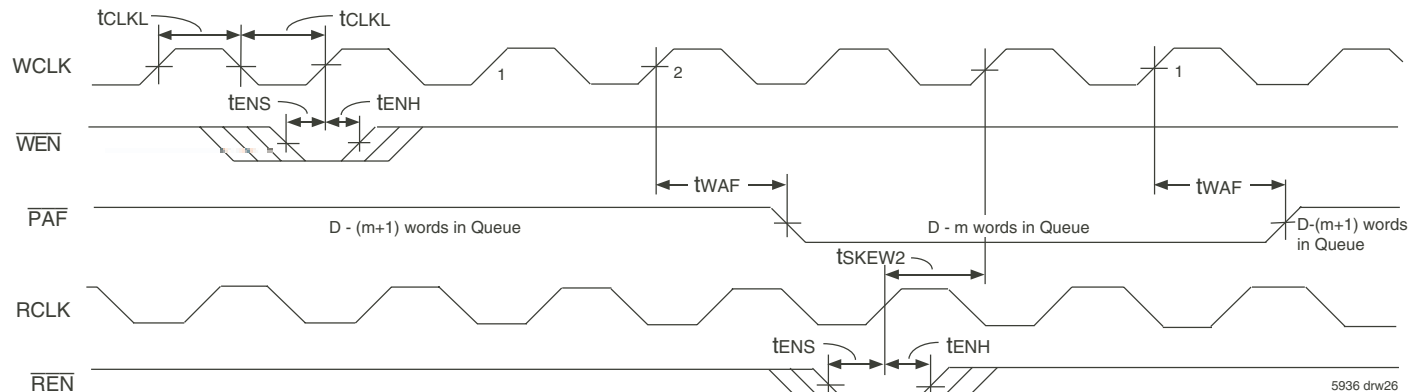 tCLKL tCLKL
WCLK
1
2
1
tENS tENH
WEN
tWAF
tWAF
PAF
D - (m+1) words in Queue
D - m words in Queue
D-(m+1) words
in Queue
tSKEW2
RCLK
tENS tENH
REN
5936 drw26